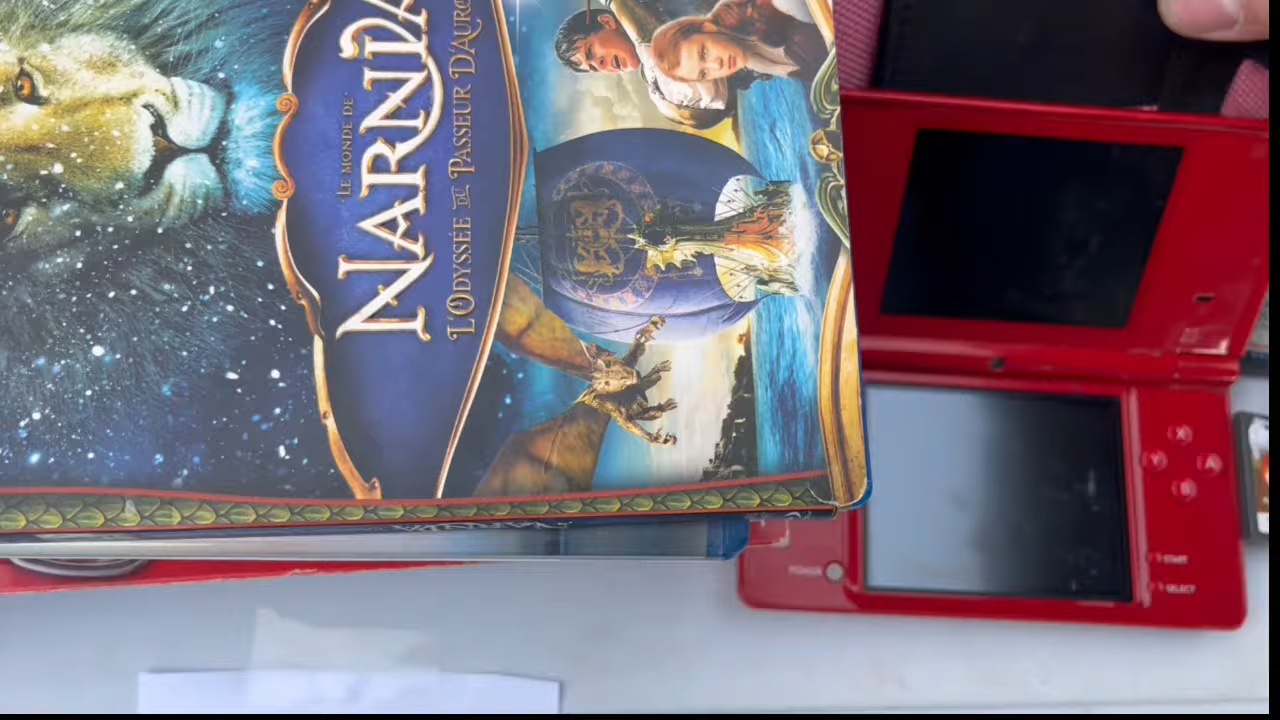 LE MONDE DE
NARNIA
L'ODYSSÉE DU PASSEUR D'AURO
X
Y
A
B
POWER
START
SELECT